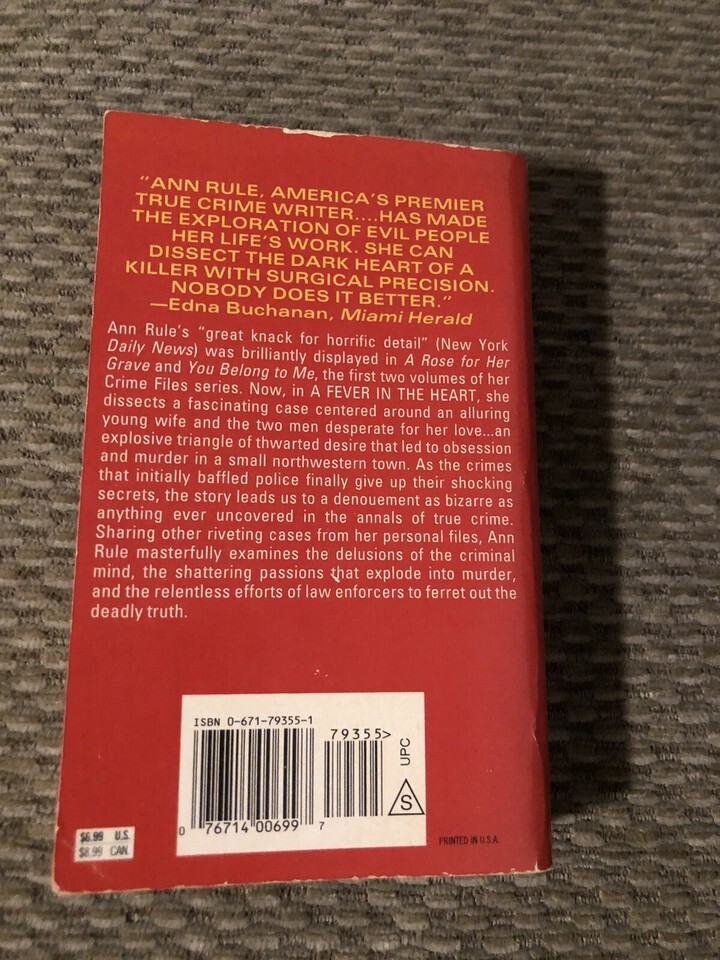 "ANN RULE, AMERICA'S PREMIER
TRUE CRIME WRITER....HAS MADE
THE EXPLORATION OF EVIL PEOPLE
HER LIFE'S WORK. SHE CAN
DISSECT THE DARK HEART OF A
KILLER WITH SURGICAL PRECISION.
NOBODY DOES IT BETTER."
—Edna Buchanan, Miami Herald
Ann Rule's "great knack for horrific detail" (New York
Daily News) was brilliantly displayed in A Rose for Her
Grave and You Belong to Me, the first two volumes of her
Crime Files series. Now, in A FEVER IN THE HEART, she
dissects a fascinating case centered around an alluring
young wife and the two men desperate for her love...an
explosive triangle of thwarted desire that led to obsession
and murder in a small northwestern town. As the crimes
that initially baffled police finally give up their shocking
secrets, the story leads us to a denouement as bizarre as
anything ever uncovered in the annals of true crime.
Sharing other riveting cases from her personal files, Ann
Rule masterfully examines the delusions of the criminal
mind, the shattering passions that explode into murder,
and the relentless efforts of law enforcers to ferret out the
deadly truth.
ISBN 0-671-79355-1
79355>
UPC
S
0 76714 00699 7
$6.99 U.S.
$8.99 CAN.
PRINTED IN U.S.A.